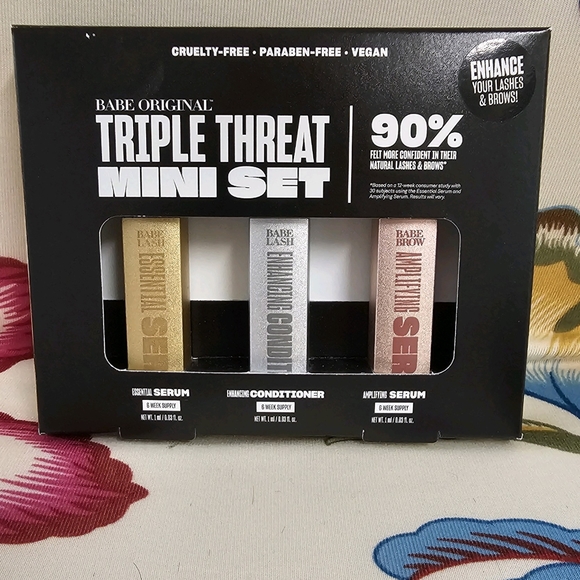 CRUELTY-FREE • PARABEN-FREE • VEGAN
ENHANCE
YOUR LASHES
& BROWS!
BABE ORIGINAL™
TRIPLE THREAT
MINI SET
90%
FELT MORE CONFIDENT IN THEIR
NATURAL LASHES & BROWS*
*Based on a 12-week consumer study with
30 subjects using the Essential Serum and
Amplifying Serum. Results will vary.
BABE
LASH
ESSENTIAL SER
BABE
LASH
ENHANCING CONDIT
BABE
BROW
AMPLIFYING SER
ESSENTIAL SERUM
6 WEEK SUPPLY
NET WT. 1 ml / 0.03 fl. oz.
ENHANCING CONDITIONER
6 WEEK SUPPLY
NET WT. 1 ml / 0.03 fl. oz.
AMPLIFYING SERUM
6 WEEK SUPPLY
NET WT. 1 ml / 0.03 fl. oz.